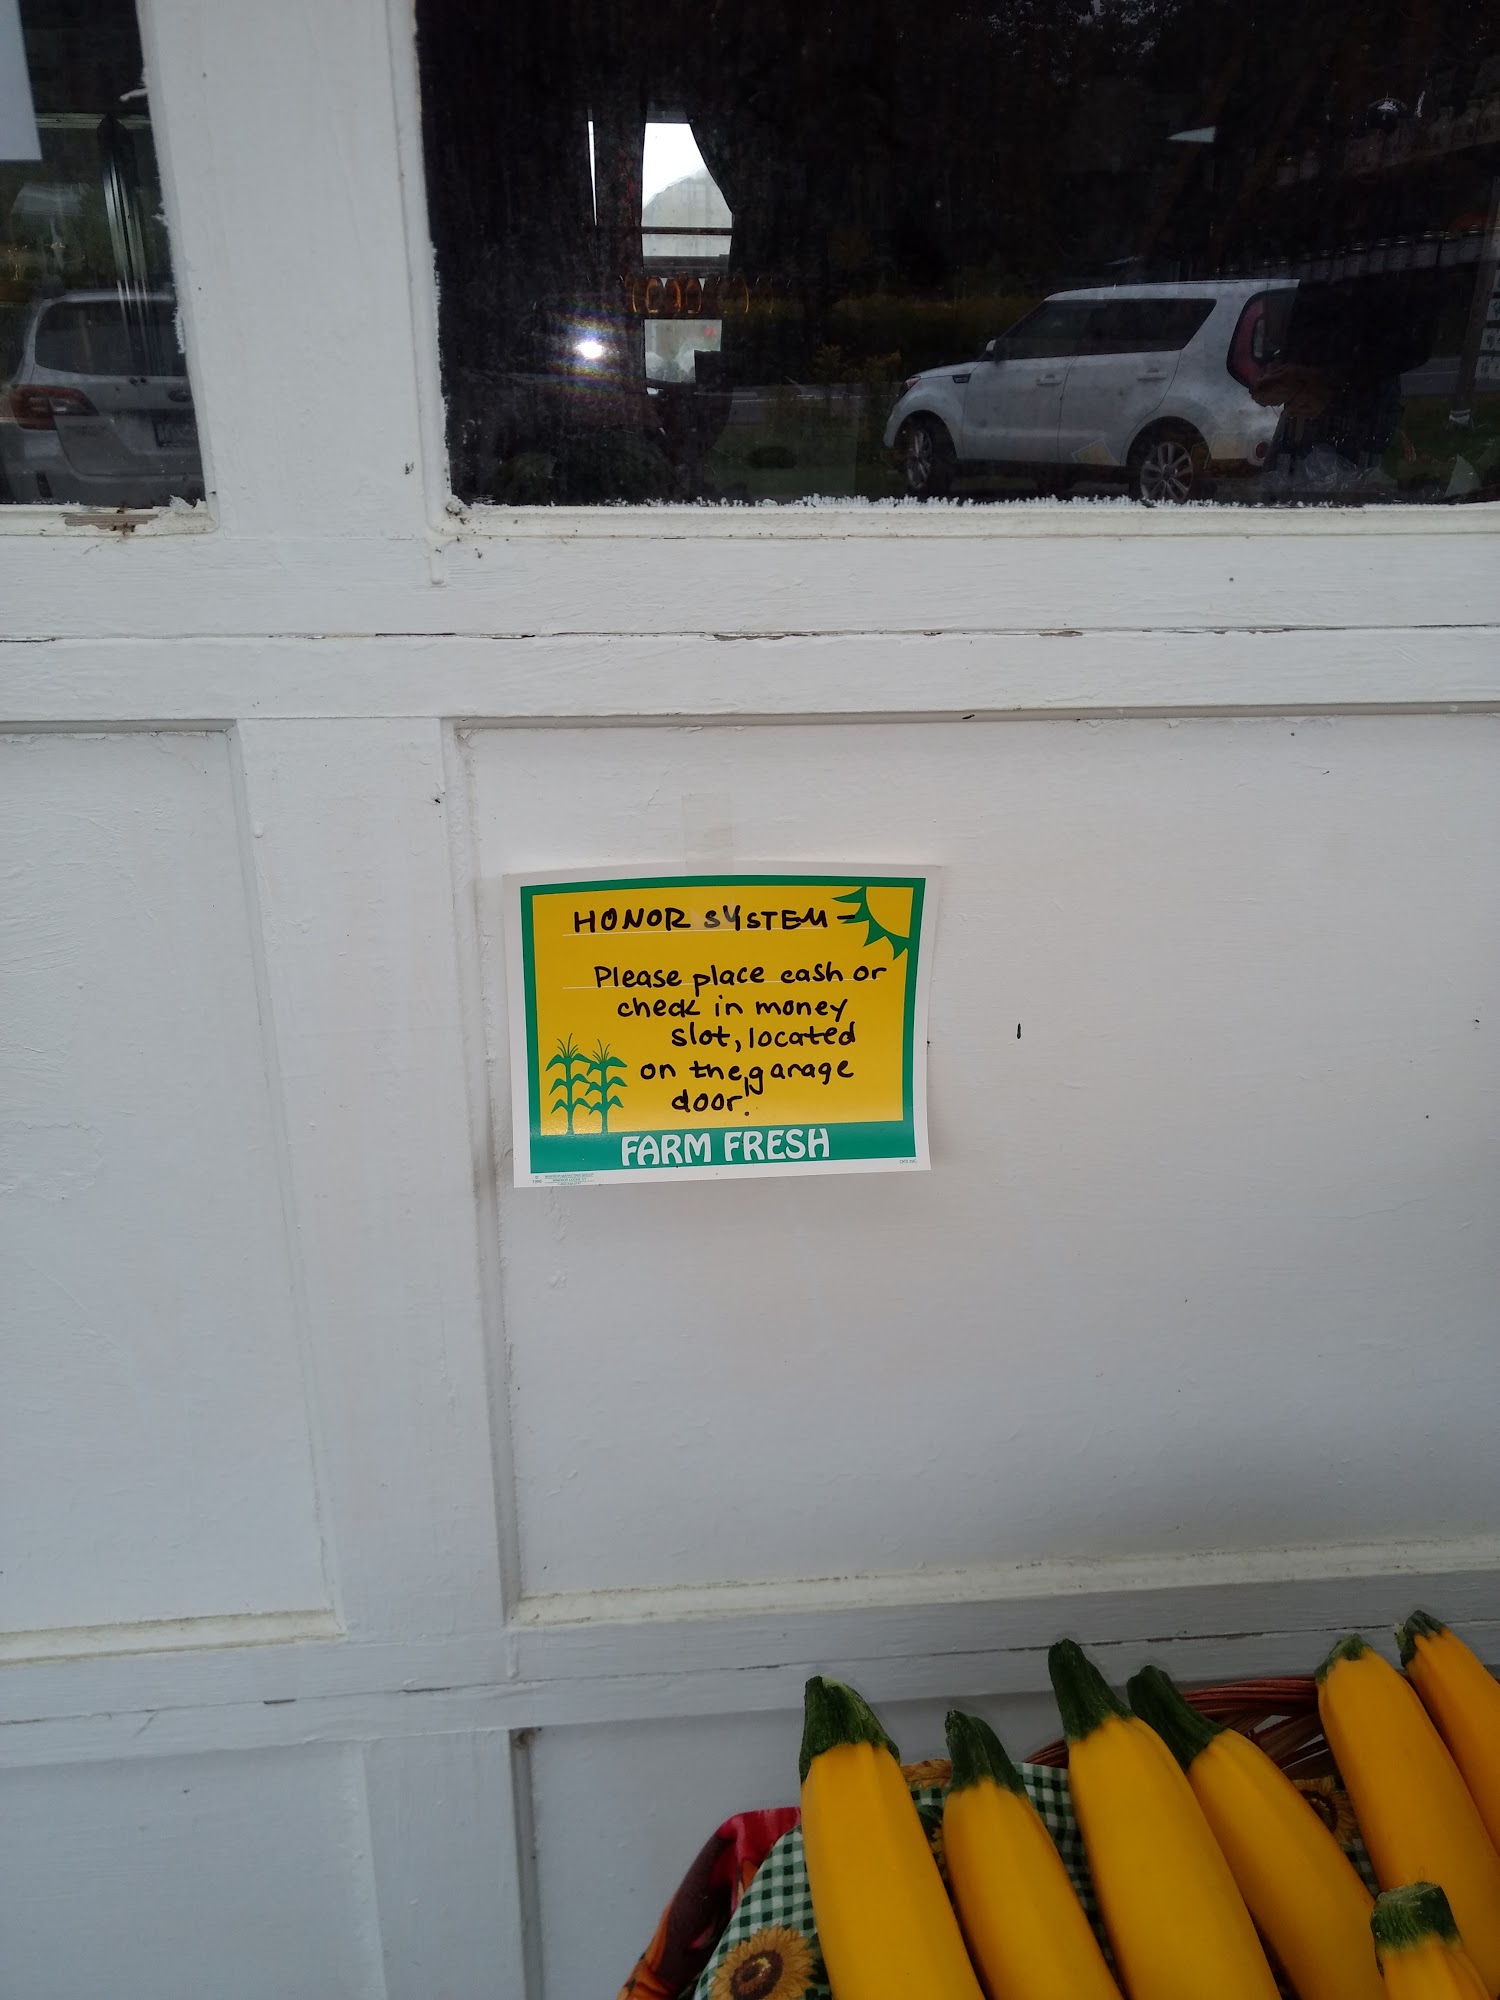 HONOR SYSTEM -
Please place cash or
check in money
slot, located
on the garage
door!
FARM FRESH